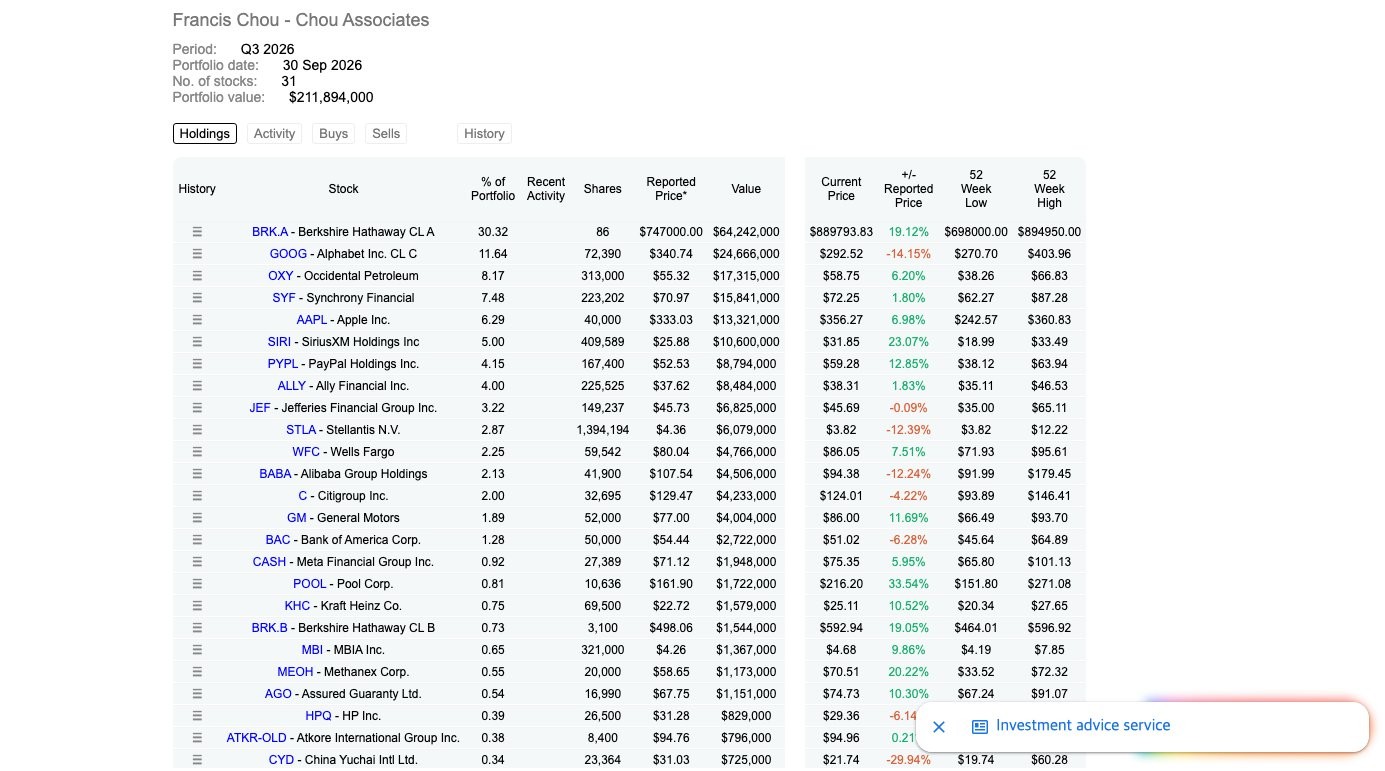 Francis Chou - Chou Associates
Period: Q3 2026
Portfolio date: 30 Sep 2026
No. of stocks: 31
Portfolio value: $211,894,000
Holdings Activity Buys Sells History
History Stock % of Portfolio Recent Activity Shares Reported Price* Value Current Price +/- Reported Price 52 Week Low 52 Week High
BRK.A - Berkshire Hathaway CL A 30.32 86 $747000.00 $64,242,000 $889793.83 19.12% $698000.00 $894950.00
GOOG - Alphabet Inc. CL C 11.64 72,390 $340.74 $24,666,000 $292.52 -14.15% $270.70 $403.96
OXY - Occidental Petroleum 8.17 313,000 $55.32 $17,315,000 $58.75 6.20% $38.26 $66.83
SYF - Synchrony Financial 7.48 223,202 $70.97 $15,841,000 $72.25 1.80% $62.27 $87.28
AAPL - Apple Inc. 6.29 40,000 $333.03 $13,321,000 $356.27 6.98% $242.57 $360.83
SIRI - SiriusXM Holdings Inc 5.00 409,589 $25.88 $10,600,000 $31.85 23.07% $18.99 $33.49
PYPL - PayPal Holdings Inc. 4.15 167,400 $52.53 $8,794,000 $59.28 12.85% $38.12 $63.94
ALLY - Ally Financial Inc. 4.00 225,525 $37.62 $8,484,000 $38.31 1.83% $35.11 $46.53
JEF - Jefferies Financial Group Inc. 3.22 149,237 $45.73 $6,825,000 $45.69 -0.09% $35.00 $65.11
STLA - Stellantis N.V. 2.87 1,394,194 $4.36 $6,079,000 $3.82 -12.39% $3.82 $12.22
WFC - Wells Fargo 2.25 59,542 $80.04 $4,766,000 $86.05 7.51% $71.93 $95.61
BABA - Alibaba Group Holdings 2.13 41,900 $107.54 $4,506,000 $94.38 -12.24% $91.99 $179.45
C - Citigroup Inc. 2.00 32,695 $129.47 $4,233,000 $124.01 -4.22% $93.89 $146.41
GM - General Motors 1.89 52,000 $77.00 $4,004,000 $86.00 11.69% $66.49 $93.70
BAC - Bank of America Corp. 1.28 50,000 $54.44 $2,722,000 $51.02 -6.28% $45.64 $64.89
CASH - Meta Financial Group Inc. 0.92 27,389 $71.12 $1,948,000 $75.35 5.95% $65.80 $101.13
POOL - Pool Corp. 0.81 10,636 $161.90 $1,722,000 $216.20 33.54% $151.80 $271.08
KHC - Kraft Heinz Co. 0.75 69,500 $22.72 $1,579,000 $25.11 10.52% $20.34 $27.65
BRK.B - Berkshire Hathaway CL B 0.73 3,100 $498.06 $1,544,000 $592.94 19.05% $464.01 $596.92
MBI - MBIA Inc. 0.65 321,000 $4.26 $1,367,000 $4.68 9.86% $4.19 $7.85
MEOH - Methanex Corp. 0.55 20,000 $58.65 $1,173,000 $70.51 20.22% $33.52 $72.32
AGO - Assured Guaranty Ltd. 0.54 16,990 $67.75 $1,151,000 $74.73 10.30% $67.24 $91.07
HPQ - HP Inc. 0.39 26,500 $31.28 $829,000 $29.36 -6.14
ATKR-OLD - Atkore International Group Inc. 0.38 8,400 $94.76 $796,000 $94.96 0.21
CYD - China Yuchai Intl Ltd. 0.34 23,364 $31.03 $725,000 $21.74 -29.94% $19.74 $60.28
Investment advice service